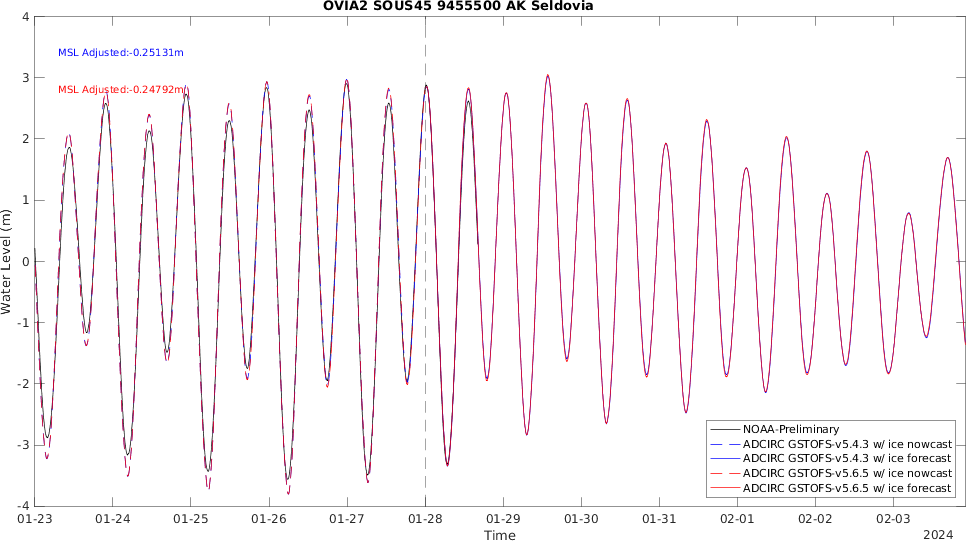 OVIA2 SOUS45 9455500 AK Seldovia
MSL Adjusted:-0.25131m
MSL Adjusted:-0.24792m
Water Level (m)
4
3
2
1
0
-1
-2
-3
-4
NOAA-Preliminary
ADCIRC GSTOFS-v5.4.3 w/ ice nowcast
ADCIRC GSTOFS-v5.4.3 w/ ice forecast
ADCIRC GSTOFS-v5.6.5 w/ ice nowcast
ADCIRC GSTOFS-v5.6.5 w/ ice forecast
01-23 01-24 01-25 01-26 01-27 01-28 01-29 01-30 01-31 02-01 02-02 02-03
Time
2024